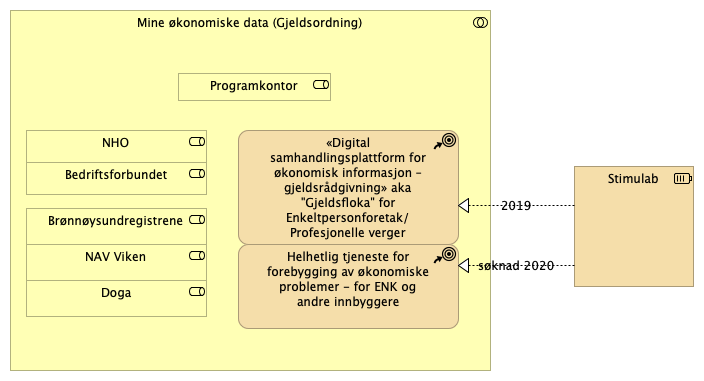 Mine økonomiske data (Gjeldsordning)
Programkontor
NHO
Bedriftsforbundet
Brønnøysundregistrene
NAV Viken
Doga
«Digital
samhandlingsplattform for
økonomisk informasjon –
gjeldsrådgivning» aka
"Gjeldsfloka" for
Enkeltpersonforetak/
Profesjonelle verger
Helhetlig tjeneste for
forebygging av økonomiske
problemer – for ENK og
andre innbyggere
2019
søknad 2020
Stimulab